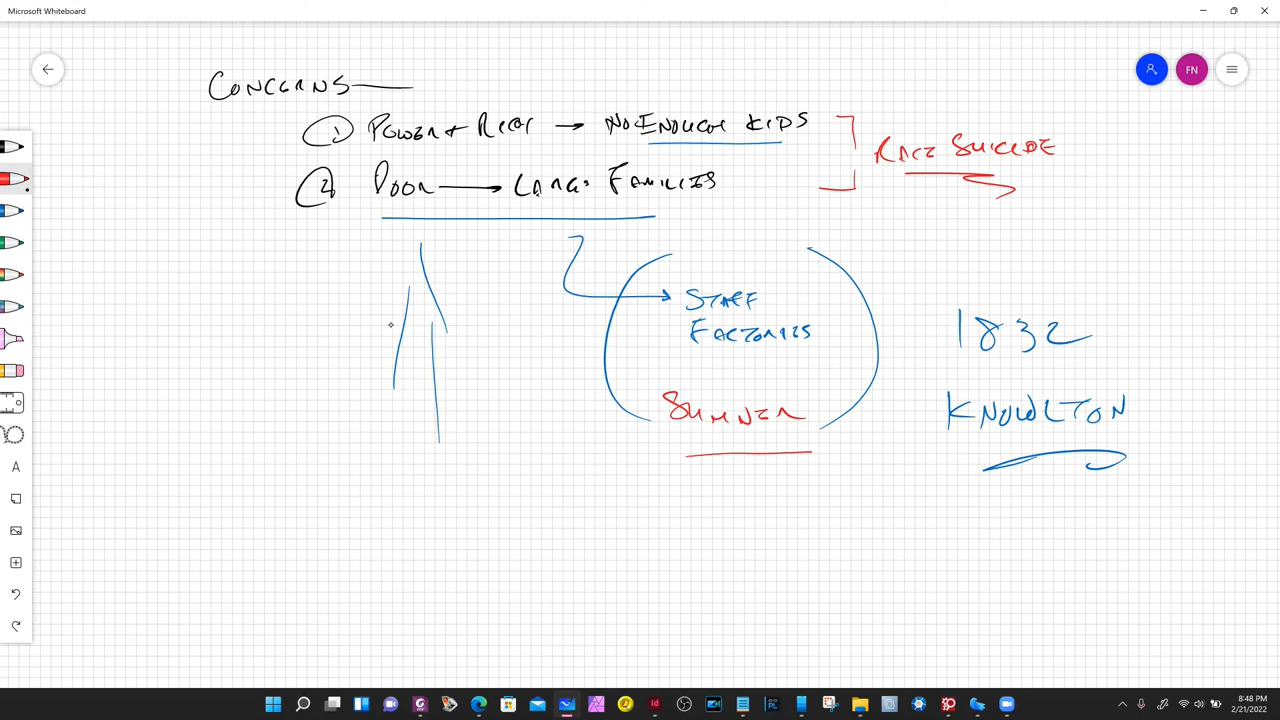 Microsoft Whiteboard
FN
CONCERNS
① POWER + RICH → NOT ENOUGH KIDS
② POOR → LARGE FAMILIES
RACE SUICIDE
STAFF
FACTORIES
SUMNER
1832
KNOWLTON
A
8:48 PM
2/21/2022